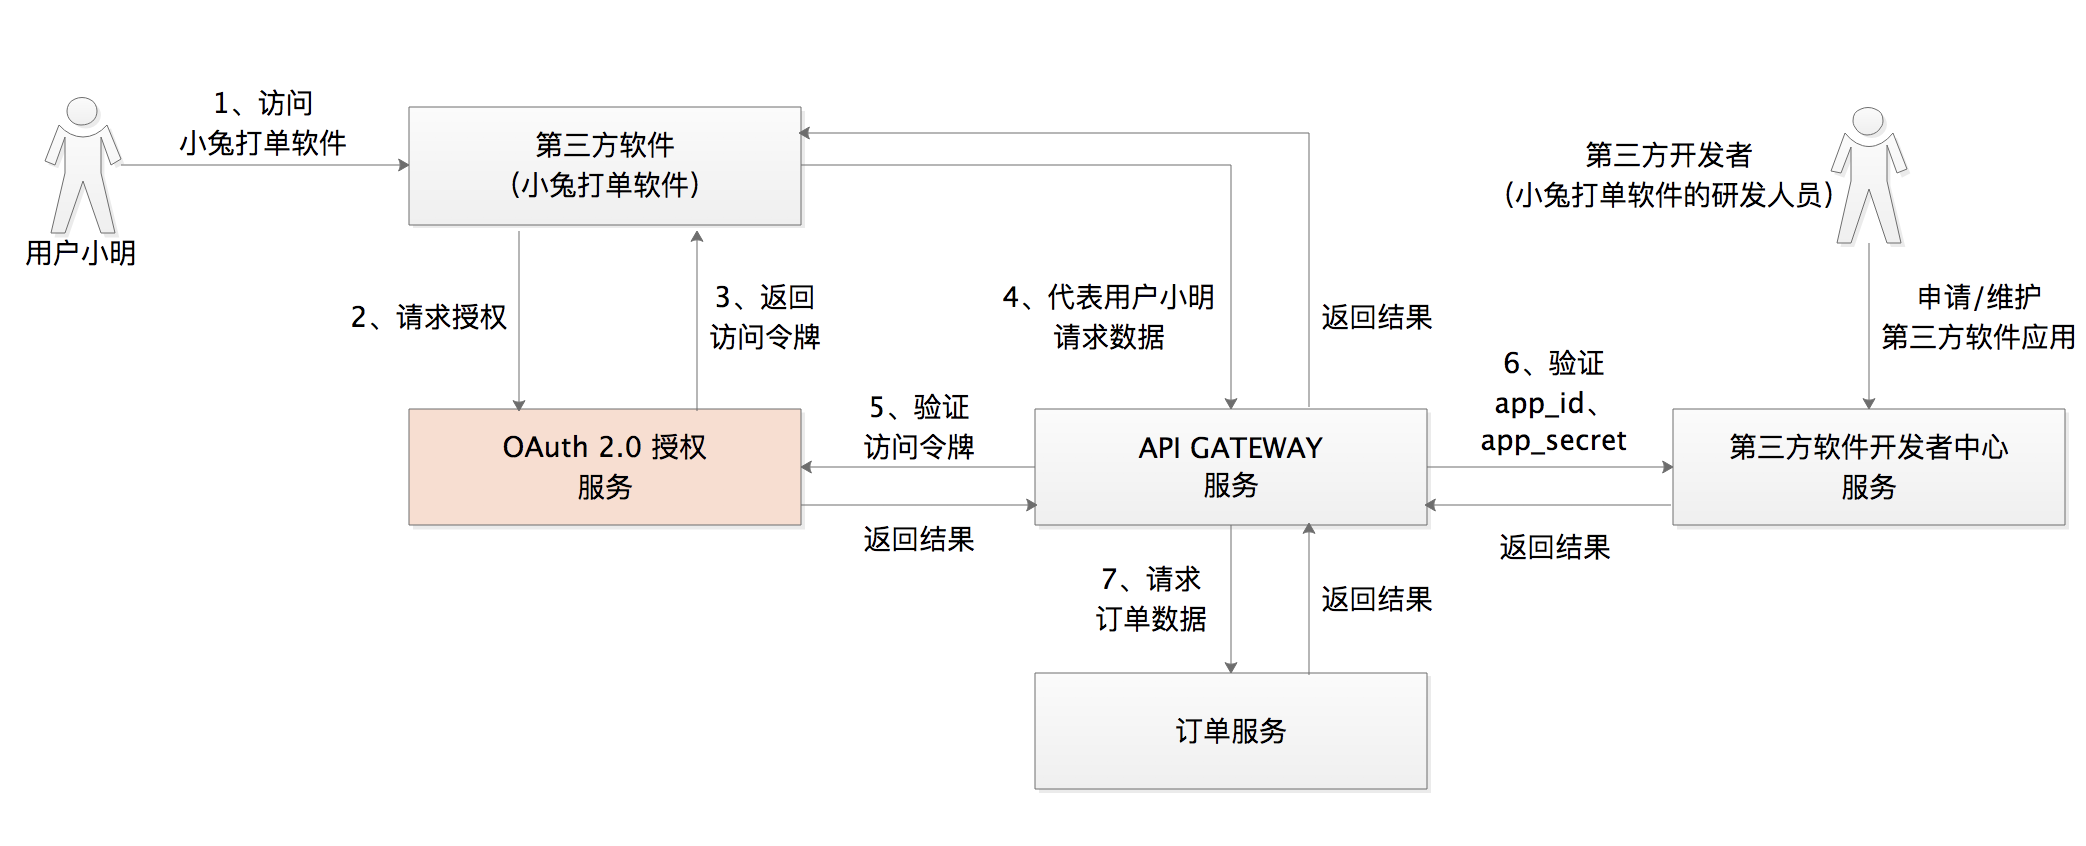 1、访问
小兔打单软件
用户小明
第三方软件
(小兔打单软件)
第三方开发者
(小兔打单软件的研发人员)
2、请求授权
3、返回
访问令牌
4、代表用户小明
请求数据
返回结果
申请/维护
第三方软件应用
OAuth 2.0 授权
服务
5、验证
访问令牌
返回结果
API GATEWAY
服务
6、验证
app_id、
app_secret
返回结果
第三方软件开发者中心
服务
7、请求
订单数据
返回结果
订单服务